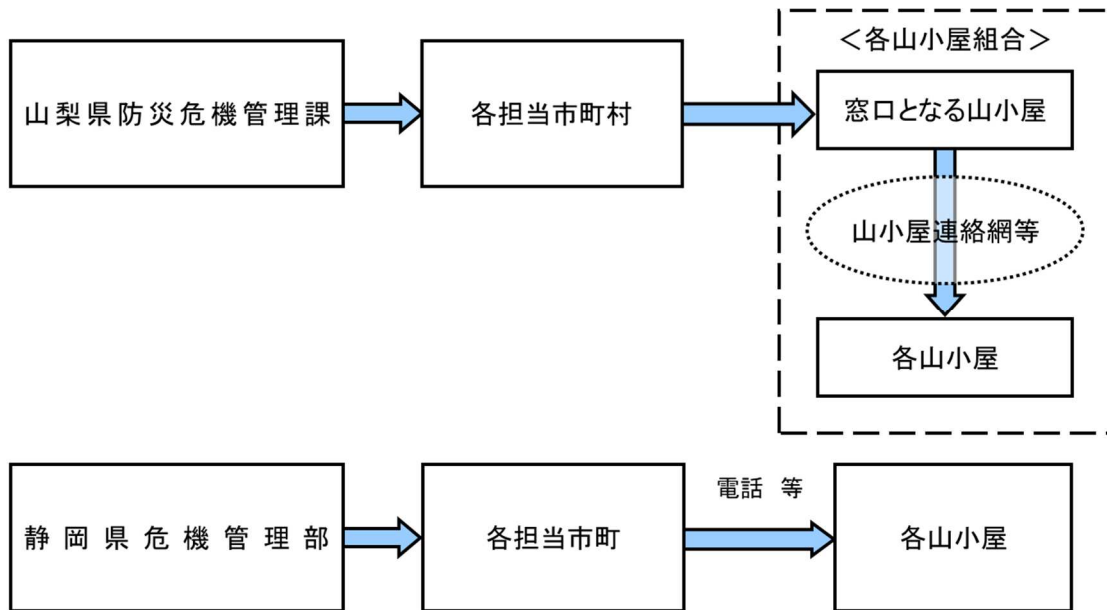 ＜各山小屋組合＞
山梨県防災危機管理課
各担当市町村
窓口となる山小屋
山小屋連絡網等
各山小屋
静岡県危機管理部
各担当市町
電話　等
各山小屋